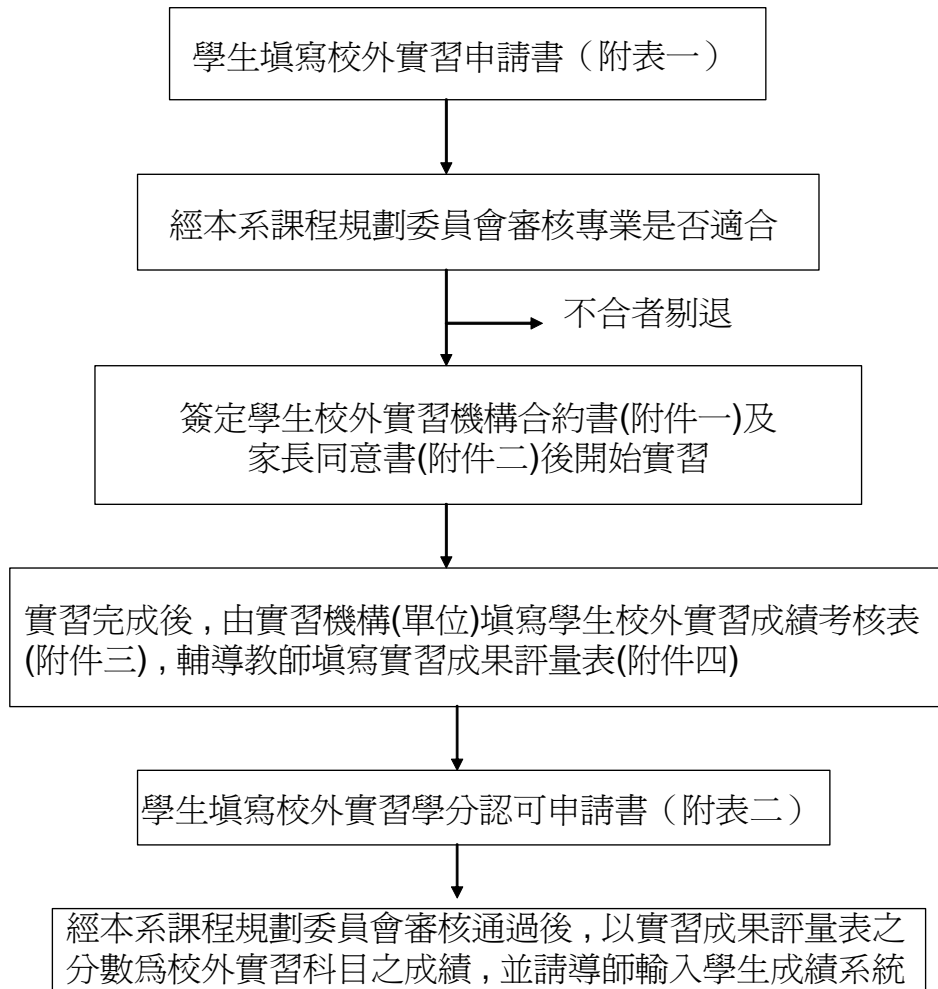 學生填寫校外實習申請書（附表一）
經本系課程規劃委員會審核專業是否適合
不合者剔退
簽定學生校外實習機構合約書(附件一)及
家長同意書(附件二)後開始實習
實習完成後 , 由實習機構(單位)填寫學生校外實習成績考核表
(附件三) , 輔導教師填寫實習成果評量表(附件四)
學生填寫校外實習學分認可申請書（附表二）
經本系課程規劃委員會審核通過後 , 以實習成果評量表之
分數為校外實習科目之成績 , 並請導師輸入學生成績系統